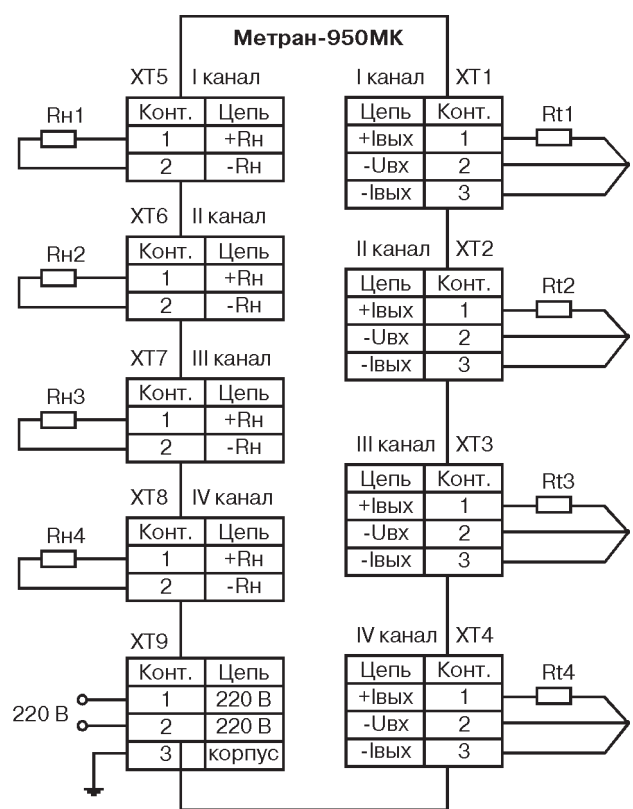 Метран-950МК
XT5 I канал
Rн1
Конт. Цепь
1 +Rн
2 -Rн
XT6 II канал
Rн2
Конт. Цепь
1 +Rн
2 -Rн
XT7 III канал
Rн3
Конт. Цепь
1 +Rн
2 -Rн
XT8 IV канал
Rн4
Конт. Цепь
1 +Rн
2 -Rн
XT9
Конт. Цепь
220 В
1 220 В
2 220 В
3 корпус
I канал XT1
Цепь Конт.
Rt1
+Iвых 1
-Uвх 2
-Iвых 3
II канал XT2
Цепь Конт.
Rt2
+Iвых 1
-Uвх 2
-Iвых 3
III канал XT3
Цепь Конт.
Rt3
+Iвых 1
-Uвх 2
-Iвых 3
IV канал XT4
Цепь Конт.
Rt4
+Iвых 1
-Uвх 2
-Iвых 3